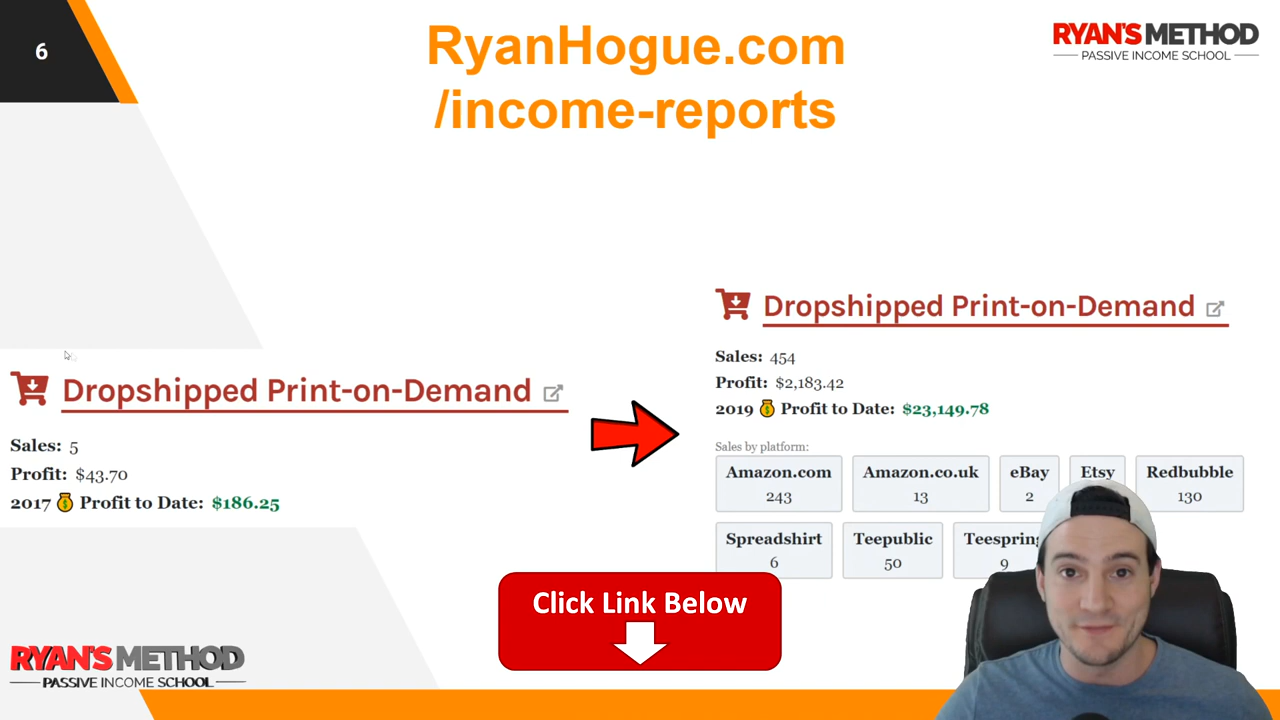 6
RyanHogue.com
/income-reports
RYAN'S METHOD
PASSIVE INCOME SCHOOL
Dropshipped Print-on-Demand
Sales: 5
Profit: $43.70
2017 Profit to Date: $186.25
Dropshipped Print-on-Demand
Sales: 454
Profit: $2,183.42
2019 Profit to Date: $23,149.78
Sales by platform:
Amazon.com Amazon.co.uk eBay Etsy Redbubble
243 13 2 130
Spreadshirt Teepublic Teespring
6 50 9
Click Link Below
RYAN'S METHOD
PASSIVE INCOME SCHOOL